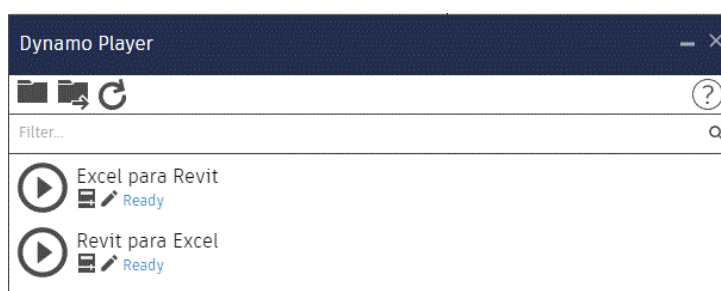 Dynamo Player
?
Filter...
Excel para Revit
Ready
Revit para Excel
Ready